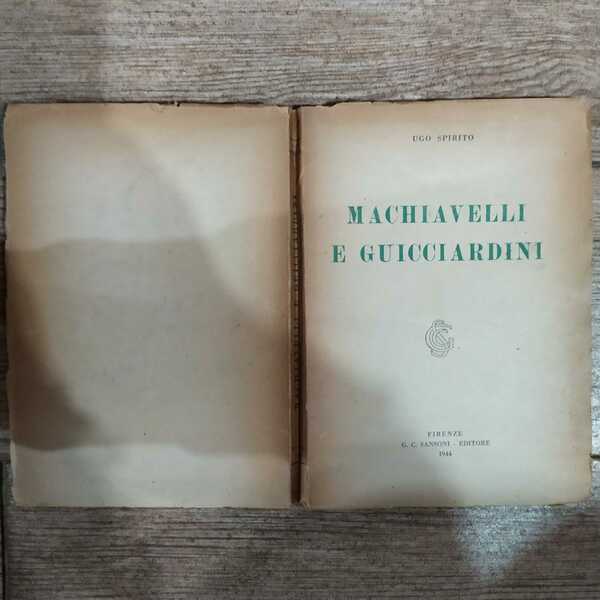 UGO SPIRITO
MACHIAVELLI
E GUICCIARDINI
FIRENZE
G. C. SANSONI - EDITORE
1944